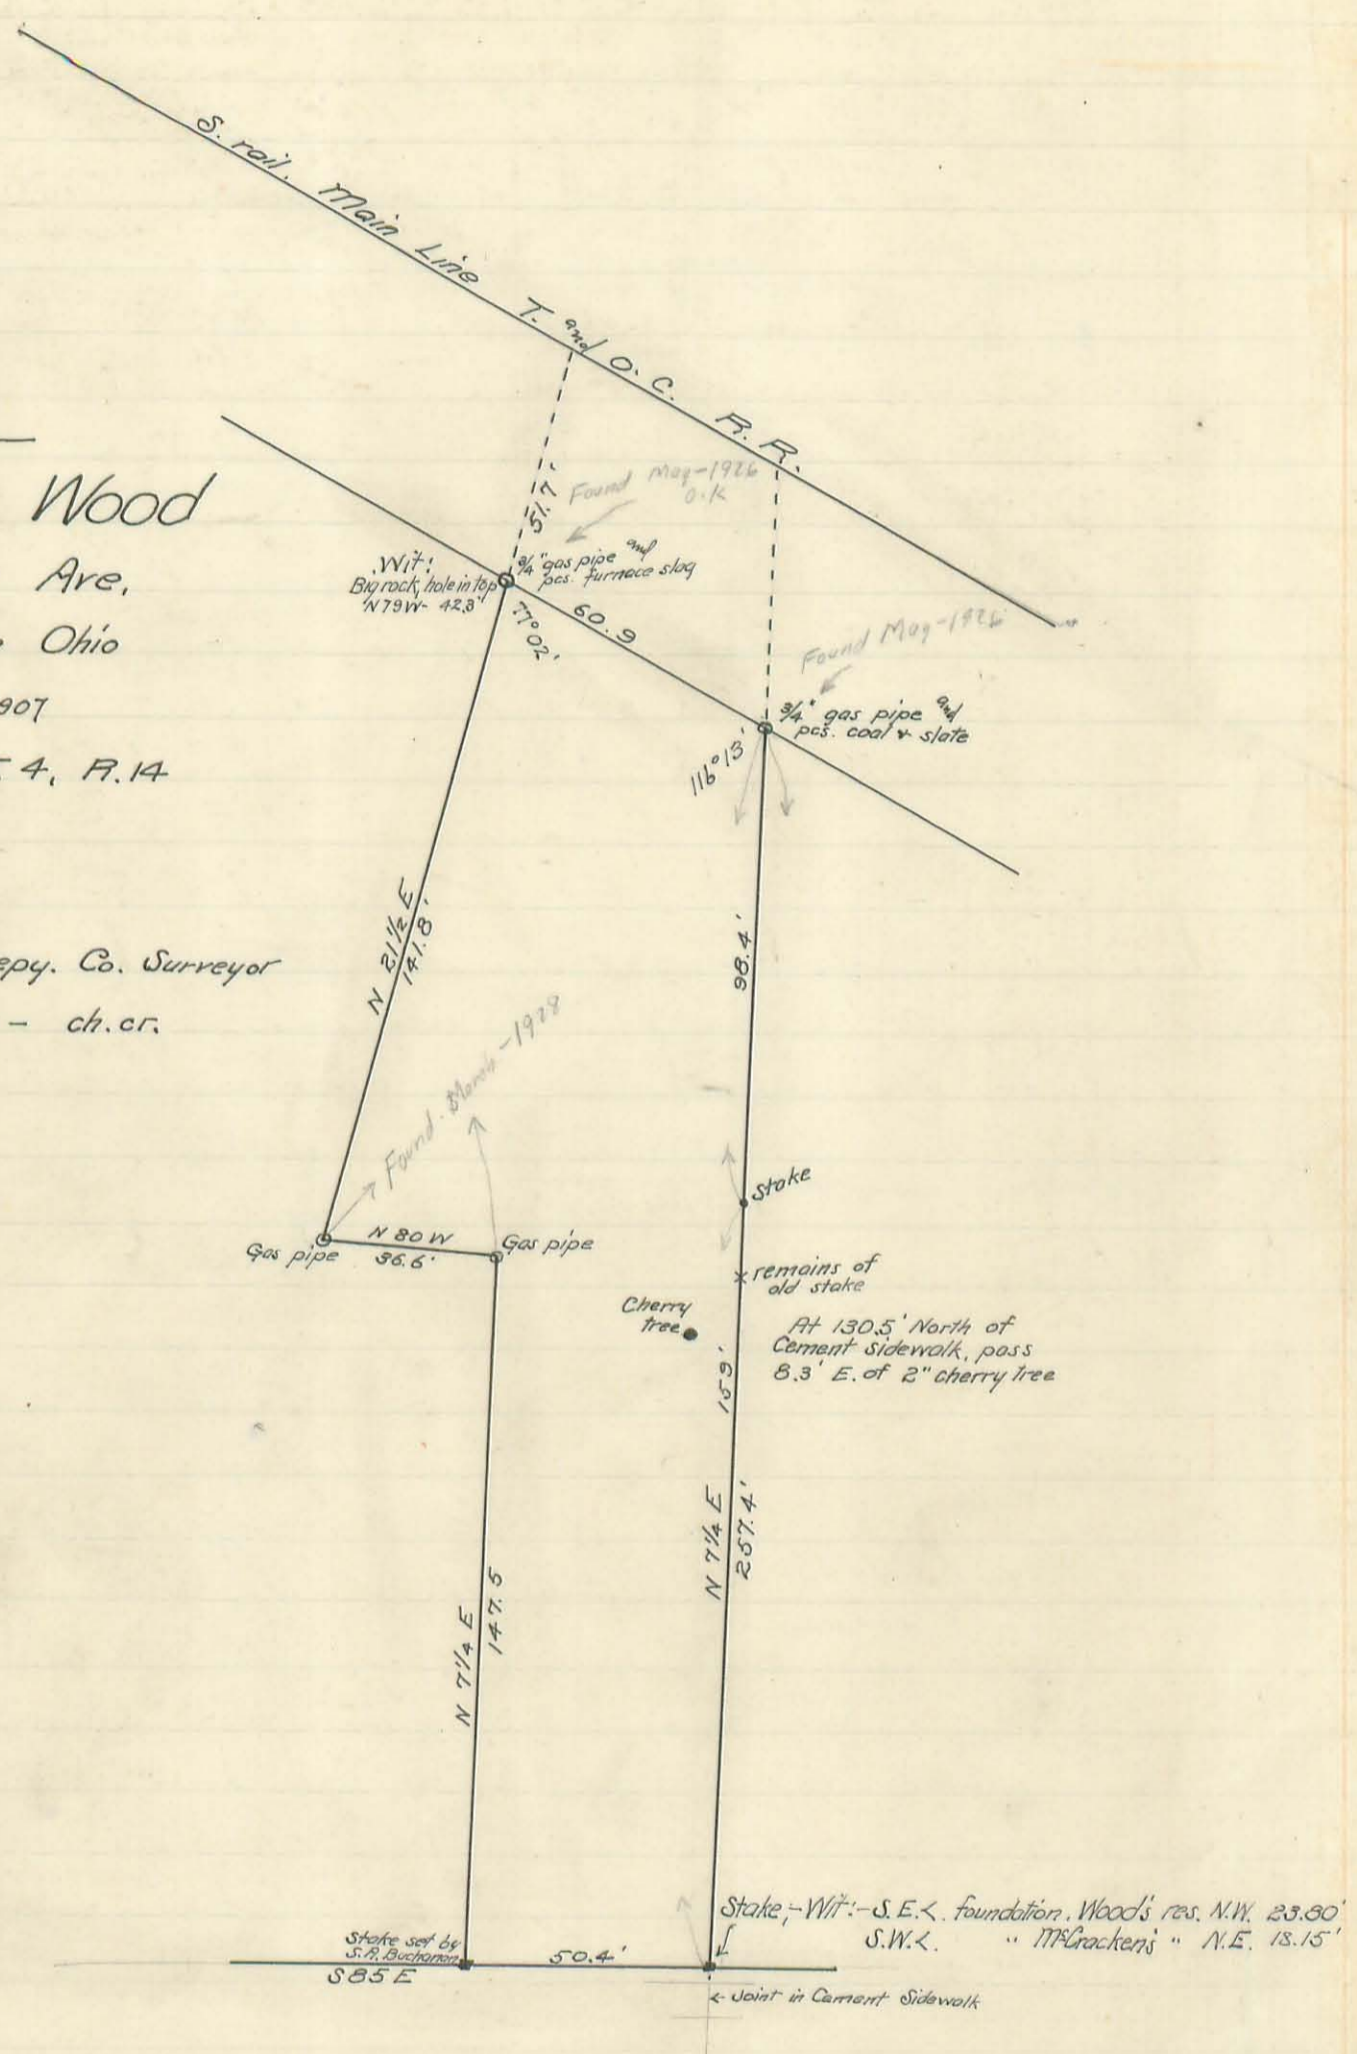 S. rail. Main Line T. and O. C. R. R.
Wood
Ave.
Ohio
907
T. 4, R. 14
epy. Co. Surveyor
- ch. cr.
51.7'
Found May-1926
O.K
Wit:
Big rock, hole in top
N79W- 42.3'
3/4" gas pipe and
pcs. furnace slag
77° 02'
60.9
Found May-1926
3/4" gas pipe and
pcs. coal & slate
116° 13'
98.4'
N 21 1/2 E
141.8'
Found March-1928
Stake
Gas pipe
N 80 W
36.6'
Gas pipe
remains of
old stake
Cherry
tree
At 130.5' North of
Cement sidewalk, pass
8.3' E. of 2" cherry tree
159'
N 7 1/4 E
257.4'
N 7 1/4 E
147.5
Stake set by
S.A. Buchanan
S 85 E
50.4'
Stake,-Wit:-S.E.<. foundation. Wood's res. N.W. 23.80'
S.W.<. " McCracken's " N.E. 18.15'
← Joint in Cement Sidewalk